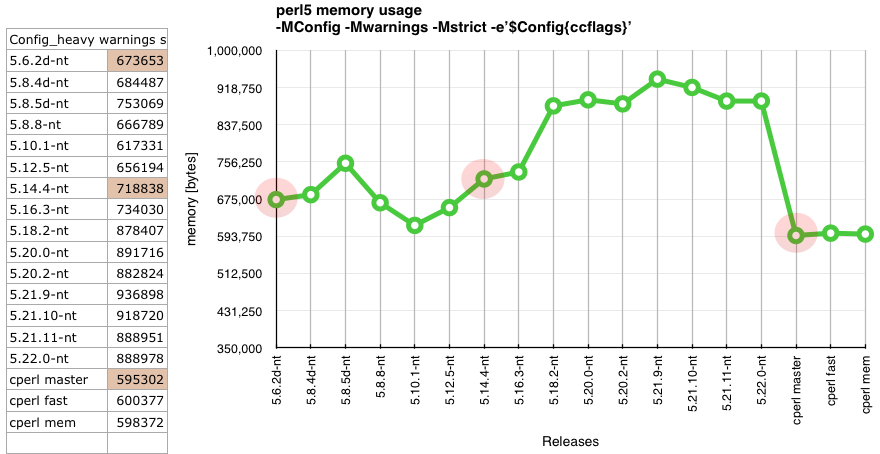 Config_heavy warnings s
5.6.2d-nt 673653
5.8.4d-nt 684487
5.8.5d-nt 753069
5.8.8-nt 666789
5.10.1-nt 617331
5.12.5-nt 656194
5.14.4-nt 718838
5.16.3-nt 734030
5.18.2-nt 878407
5.20.0-nt 891716
5.20.2-nt 882824
5.21.9-nt 936898
5.21.10-nt 918720
5.21.11-nt 888951
5.22.0-nt 888978
cperl master 595302
cperl fast 600377
cperl mem 598372
perl5 memory usage
-MConfig -Mwarnings -Mstrict -e’$Config{ccflags}’
memory [bytes]
1,000,000
918,750
837,500
756,250
675,000
593,750
512,500
431,250
350,000
5.6.2d-nt
5.8.4d-nt
5.8.5d-nt
5.8.8-nt
5.10.1-nt
5.12.5-nt
5.14.4-nt
5.16.3-nt
5.18.2-nt
5.20.0-nt
5.20.2-nt
5.21.9-nt
5.21.10-nt
5.21.11-nt
5.22.0-nt
cperl master
cperl fast
cperl mem
Releases